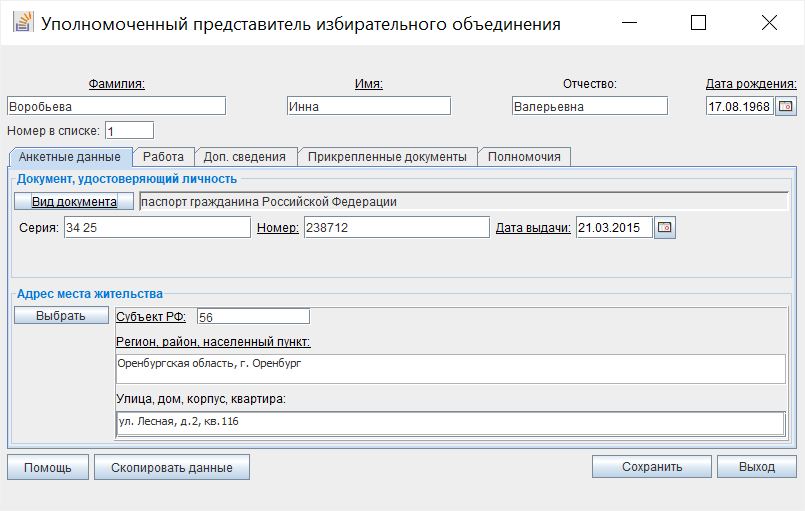 Уполномоченный представитель избирательного объединения
Фамилия: Имя: Отчество: Дата рождения:
Воробьева Инна Валерьевна 17.08.1968
Номер в списке: 1
Анкетные данные Работа Доп. сведения Прикрепленные документы Полномочия
Документ, удостоверяющий личность
Вид документа паспорт гражданина Российской Федерации
Серия: 34 25 Номер: 238712 Дата выдачи: 21.03.2015
Адрес места жительства
Выбрать Субъект РФ: 56
Регион, район, населенный пункт:
Оренбургская область, г. Оренбург
Улица, дом, корпус, квартира:
ул. Лесная, д.2, кв.116
Помощь Скопировать данные Сохранить Выход